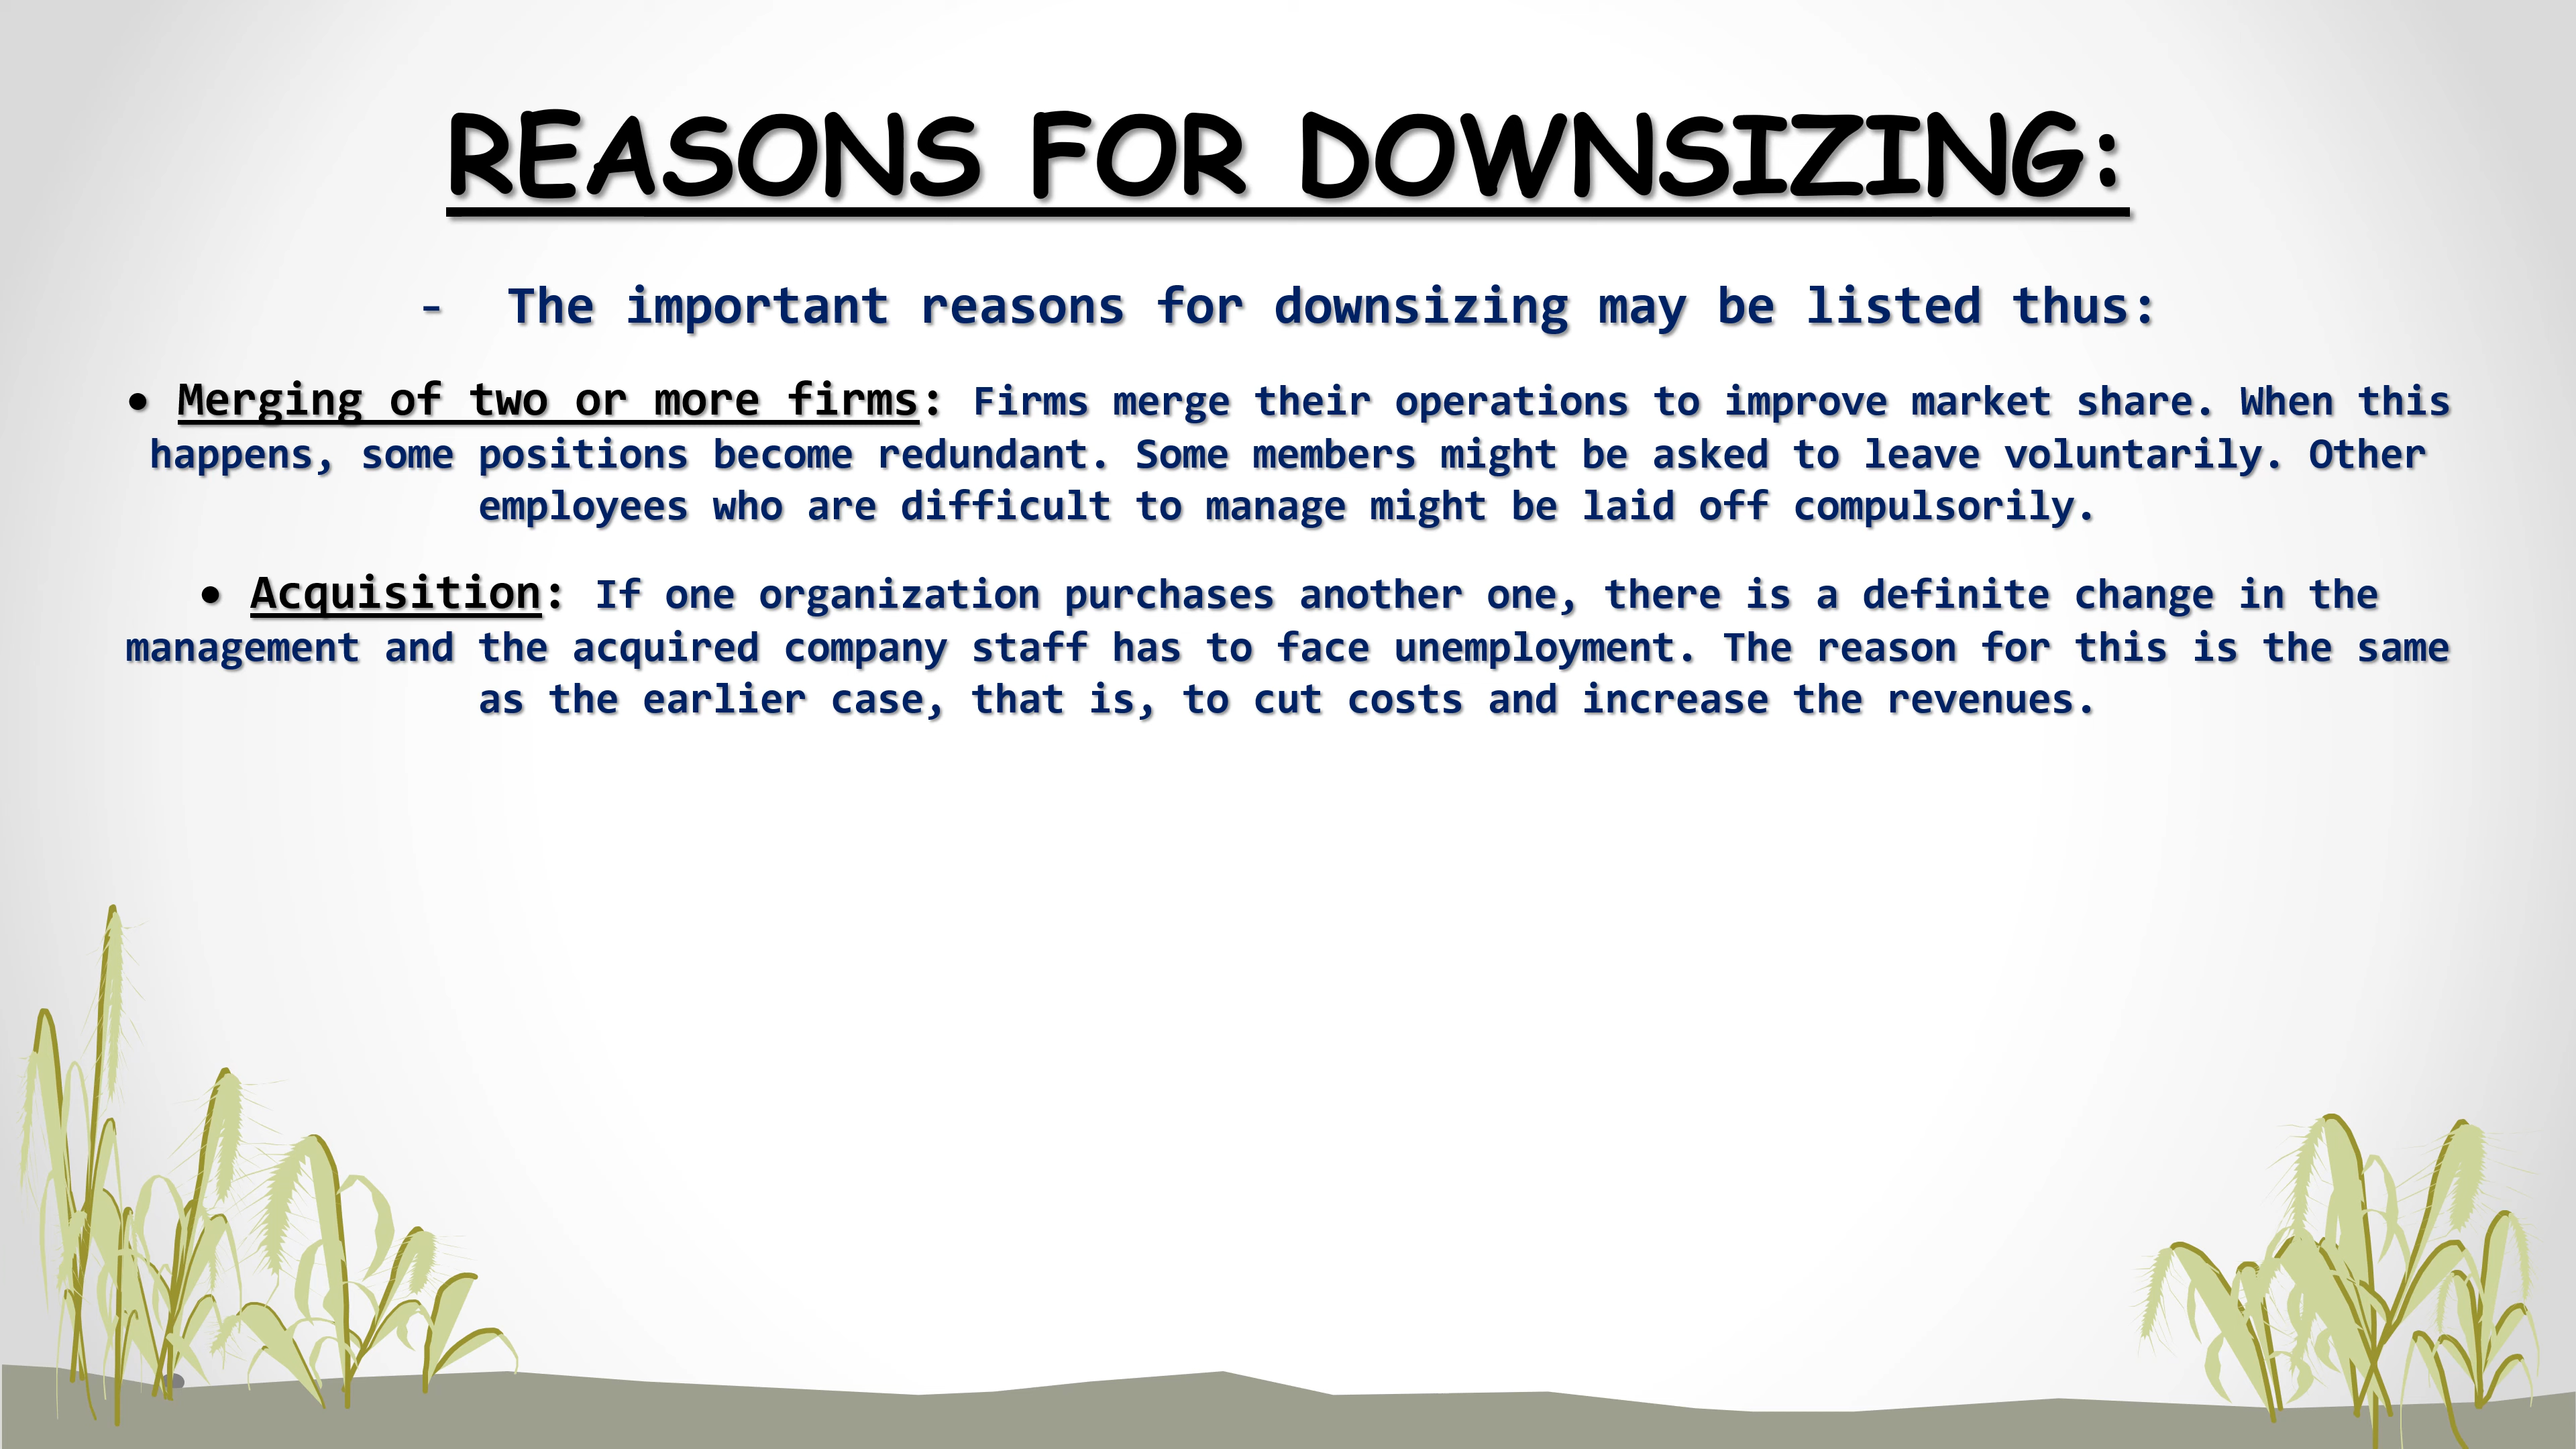 REASONS FOR DOWNSIZING:
- The important reasons for downsizing may be listed thus:
• Merging of two or more firms: Firms merge their operations to improve market share. When this
happens, some positions become redundant. Some members might be asked to leave voluntarily. Other
employees who are difficult to manage might be laid off compulsorily.
• Acquisition: If one organization purchases another one, there is a definite change in the
management and the acquired company staff has to face unemployment. The reason for this is the same
as the earlier case, that is, to cut costs and increase the revenues.